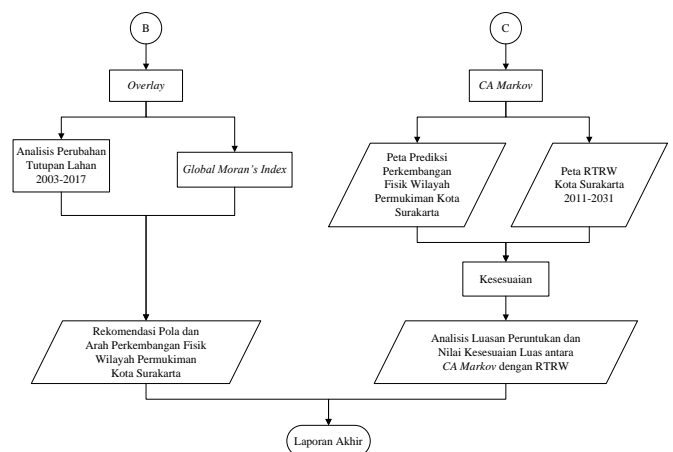 B
Overlay
Analisis Perubahan
Tutupan Lahan
2003-2017
Global Moran's Index
Rekomendasi Pola dan
Arah Perkembangan Fisik
Wilayah Permukiman
Kota Surakarta
C
CA Markov
Peta Prediksi
Perkembangan
Fisik Wilayah
Permukiman Kota
Surakarta
Peta RTRW
Kota Surakarta
2011-2031
Kesesuaian
Analisis Luasan Peruntukan dan
Nilai Kesesuaian Luas antara
CA Markov dengan RTRW
Laporan Akhir